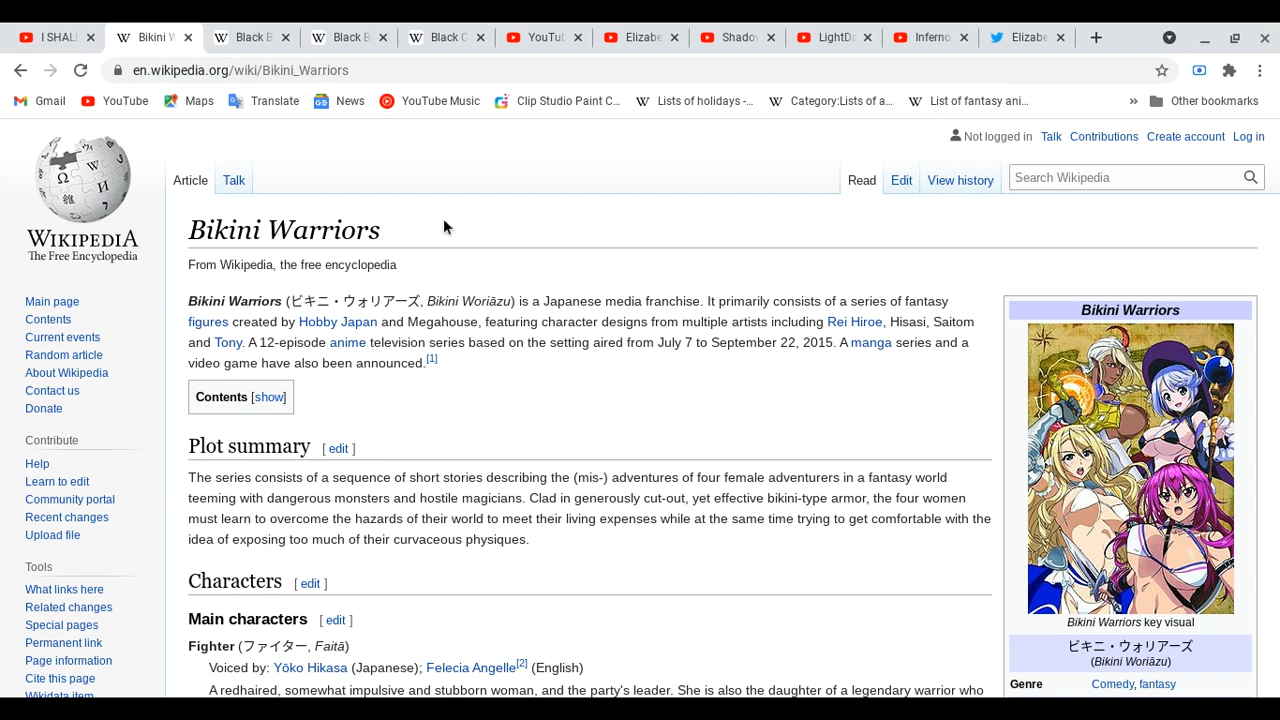 I SHALL
Bikini W
Black B
Black B
Black C
YouTu
Elizabe
Shadow
LightDa
Inferno
Elizabe
en.wikipedia.org/wiki/Bikini_Warriors
Gmail YouTube Maps Translate News YouTube Music Clip Studio Paint C... Lists of holidays -... Category:Lists of a... List of fantasy ani... » Other bookmarks
Not logged in Talk Contributions Create account Log in
Article Talk Read Edit View history Search Wikipedia
WIKIPEDIA
The Free Encyclopedia
Main page
Contents
Current events
Random article
About Wikipedia
Contact us
Donate
Contribute
Help
Learn to edit
Community portal
Recent changes
Upload file
Tools
What links here
Related changes
Special pages
Permanent link
Page information
Cite this page
Wikidata item
Bikini Warriors
From Wikipedia, the free encyclopedia
Bikini Warriors (ビキニ・ウォリアーズ, Bikini Woriāzu) is a Japanese media franchise. It primarily consists of a series of fantasy
figures created by Hobby Japan and Megahouse, featuring character designs from multiple artists including Rei Hiroe, Hisasi, Saitom
and Tony. A 12-episode anime television series based on the setting aired from July 7 to September 22, 2015. A manga series and a
video game have also been announced.[1]
Contents [show]
Plot summary [ edit ]
The series consists of a sequence of short stories describing the (mis-) adventures of four female adventurers in a fantasy world
teeming with dangerous monsters and hostile magicians. Clad in generously cut-out, yet effective bikini-type armor, the four women
must learn to overcome the hazards of their world to meet their living expenses while at the same time trying to get comfortable with the
idea of exposing too much of their curvaceous physiques.
Characters [ edit ]
Main characters [ edit ]
Fighter (ファイター, Faitā)
Voiced by: Yōko Hikasa (Japanese); Felecia Angelle[2] (English)
A redhaired, somewhat impulsive and stubborn woman, and the party's leader. She is also the daughter of a legendary warrior who
Bikini Warriors
Bikini Warriors key visual
ビキニ・ウォリアーズ
(Bikini Woriāzu)
Genre Comedy, fantasy